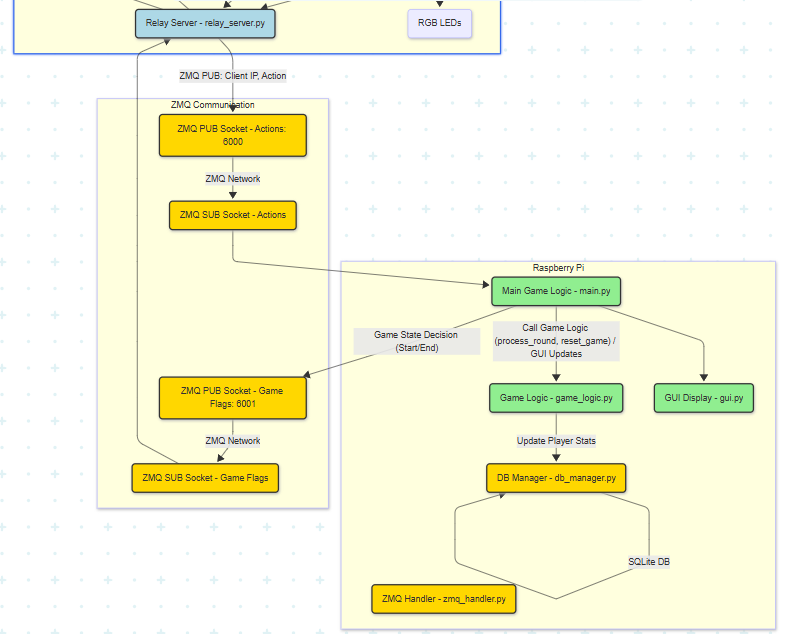 Relay Server - relay_server.py
RGB LEDs
ZMQ PUB: Client IP, Action
ZMQ Communication
ZMQ PUB Socket - Actions:
6000
ZMQ Network
ZMQ SUB Socket - Actions
Raspberry Pi
Main Game Logic - main.py
Game State Decision
(Start/End)
Call Game Logic
(process_round, reset_game) /
GUI Updates
ZMQ PUB Socket - Game
Flags: 6001
Game Logic - game_logic.py
GUI Display - gui.py
ZMQ Network
Update Player Stats
ZMQ SUB Socket - Game Flags
DB Manager - db_manager.py
SQLite DB
ZMQ Handler - zmq_handler.py